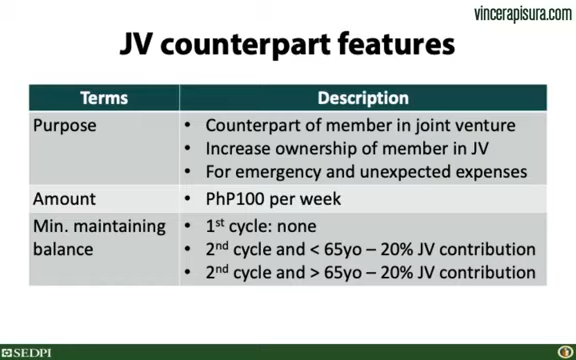 vincerapisura.com
JV counterpart features
Terms
Description
Purpose
• Counterpart of member in joint venture
• Increase ownership of member in JV
• For emergency and unexpected expenses
Amount
• PhP100 per week
Min. maintaining
balance
• 1st cycle: none
• 2nd cycle and < 65yo – 20% JV contribution
• 2nd cycle and > 65yo – 20% JV contribution
SEDPI